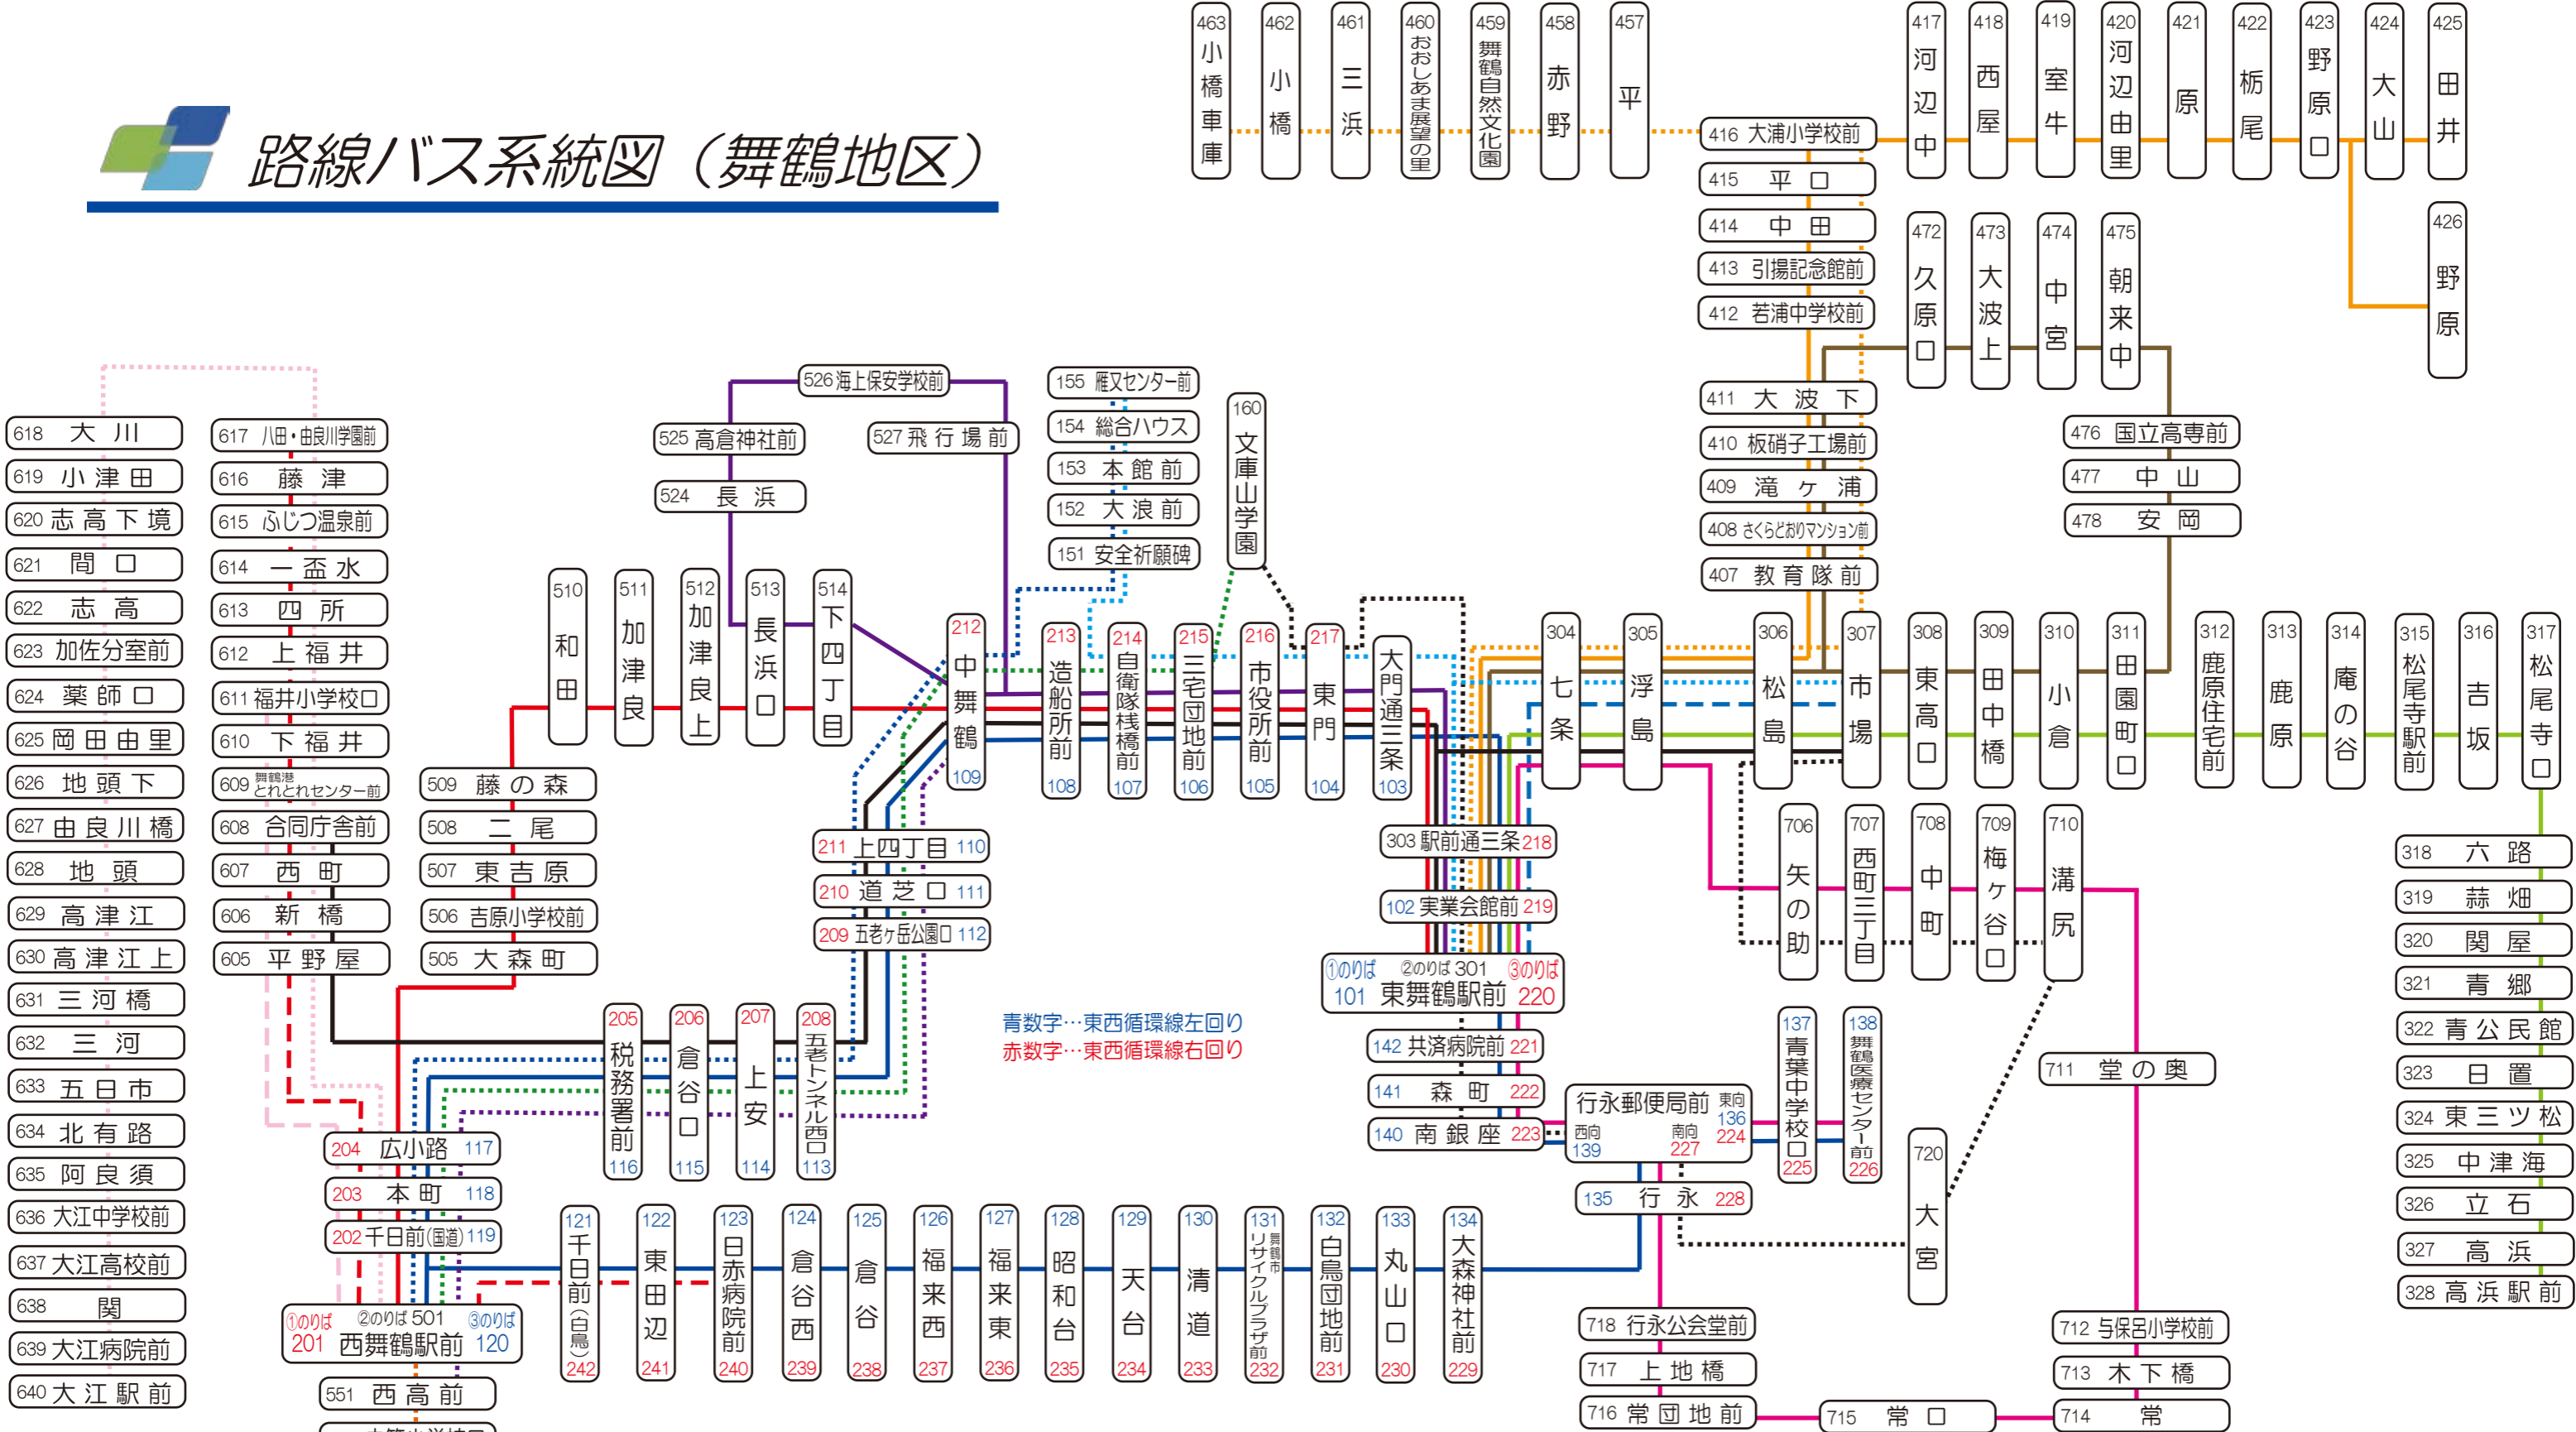 路線バス系統図（舞鶴地区）
463 小橋車庫
462 小橋
461 三浜
460 おおしあま展望の里
459 舞鶴自然文化園
458 赤野
457 平
416 大浦小学校前
415 平口
414 中田
413 引揚記念館前
412 若浦中学校前
417 河辺中
418 西屋
419 室牛
420 河辺由里
421 原
422 栃尾
423 野原口
424 大山
425 田井
426 野原
472 久原口
473 大波上
474 中宮
475 朝来中
476 国立高専前
477 中山
478 安岡
411 大波下
410 板硝子工場前
409 滝ヶ浦
408 さくらどおりマンション前
407 教育隊前
618 大川
619 小津田
620 志高下境
621 間口
622 志高
623 加佐分室前
624 薬師口
625 岡田由里
626 地頭下
627 由良川橋
628 地頭
629 高津江
630 高津江上
631 三河橋
632 三河
633 五日市
634 北有路
635 阿良須
636 大江中学校前
637 大江高校前
638 関
639 大江病院前
640 大江駅前
617 八田・由良川学園前
616 藤津
615 ふじつ温泉前
614 一盃水
613 四所
612 上福井
611 福井小学校口
610 下福井
609 舞鶴港とれとれセンター前
608 合同庁舎前
607 西町
606 新橋
605 平野屋
509 藤の森
508 二尾
507 東吉原
506 吉原小学校前
505 大森町
510 和田
511 加津良
512 加津良上
513 長浜口
514 下四丁目
526 海上保安学校前
525 高倉神社前
524 長浜
527 飛行場前
155 雁又センター前
154 総合ハウス
153 本館前
152 大浪前
151 安全祈願碑
160 文庫山学園
212 中舞鶴 109
213 造船所前 108
214 自衛隊桟橋前 107
215 三宅団地前 106
216 市役所前 105
217 東門 104
大門通三条 103
304 七条
305 浮島
306 松島
307 市場
308 東高口
309 田中橋
310 小倉
311 田園町口
312 鹿原住宅前
313 鹿原
314 庵の谷
315 松尾寺駅前
316 吉坂
317 松尾寺口
318 六路
319 蒜畑
320 関屋
321 青郷
322 青公民館
323 日置
324 東三ツ松
325 中津海
326 立石
327 高浜
328 高浜駅前
211 上四丁目 110
210 道芝口 111
209 五老ヶ岳公園口 112
303 駅前通三条 218
102 実業会館前 219
①のりば ②のりば 301 ③のりば
101 東舞鶴駅前 220
142 共済病院前 221
141 森町 222
140 南銀座 223
706 矢の助
707 西町三丁目
708 中町
709 梅ヶ谷口
710 溝尻
青数字…東西循環線左回り
赤数字…東西循環線右回り
205 税務署前 116
206 倉谷口 115
207 上安 114
208 五老トンネル西口 113
行永郵便局前 東向 136 224
西向 139
南向 227
137 青葉中学校口 225
138 舞鶴医療センター前 226
135 行永 228
711 堂の奥
720 大宮
204 広小路 117
203 本町 118
202 千日前(国道) 119
①のりば ②のりば 501 ③のりば
201 西舞鶴駅前 120
551 西高前
121 千日前(白鳥) 242
122 東田辺 241
123 日赤病院前 240
124 倉谷西 239
125 倉谷 238
126 福来西 237
127 福来東 236
128 昭和台 235
129 天台 234
130 清道 233
131 舞鶴市リサイクルプラザ前 232
132 白鳥団地前 231
133 丸山口 230
134 大森神社前 229
718 行永公会堂前
717 上地橋
716 常団地前
715 常口
714 常
713 木下橋
712 与保呂小学校前